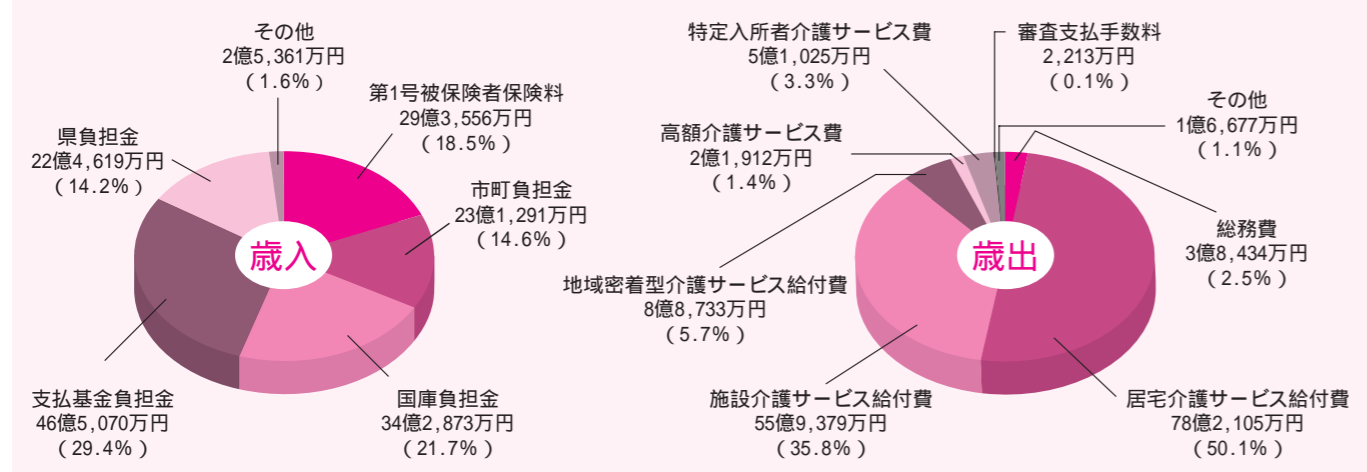 その他
2億5,361万円
(1.6%)
第1号被保険者保険料
29億3,556万円
(18.5%)
県負担金
22億4,619万円
(14.2%)
市町負担金
23億1,291万円
(14.6%)
歳入
支払基金負担金
46億5,070万円
(29.4%)
国庫負担金
34億2,873万円
(21.7%)
特定入所者介護サービス費
5億1,025万円
(3.3%)
審査支払手数料
2,213万円
(0.1%)
その他
1億6,677万円
(1.1%)
高額介護サービス費
2億1,912万円
(1.4%)
総務費
3億8,434万円
(2.5%)
歳出
地域密着型介護サービス給付費
8億8,733万円
(5.7%)
施設介護サービス給付費
55億9,379万円
(35.8%)
居宅介護サービス給付費
78億2,105万円
(50.1%)